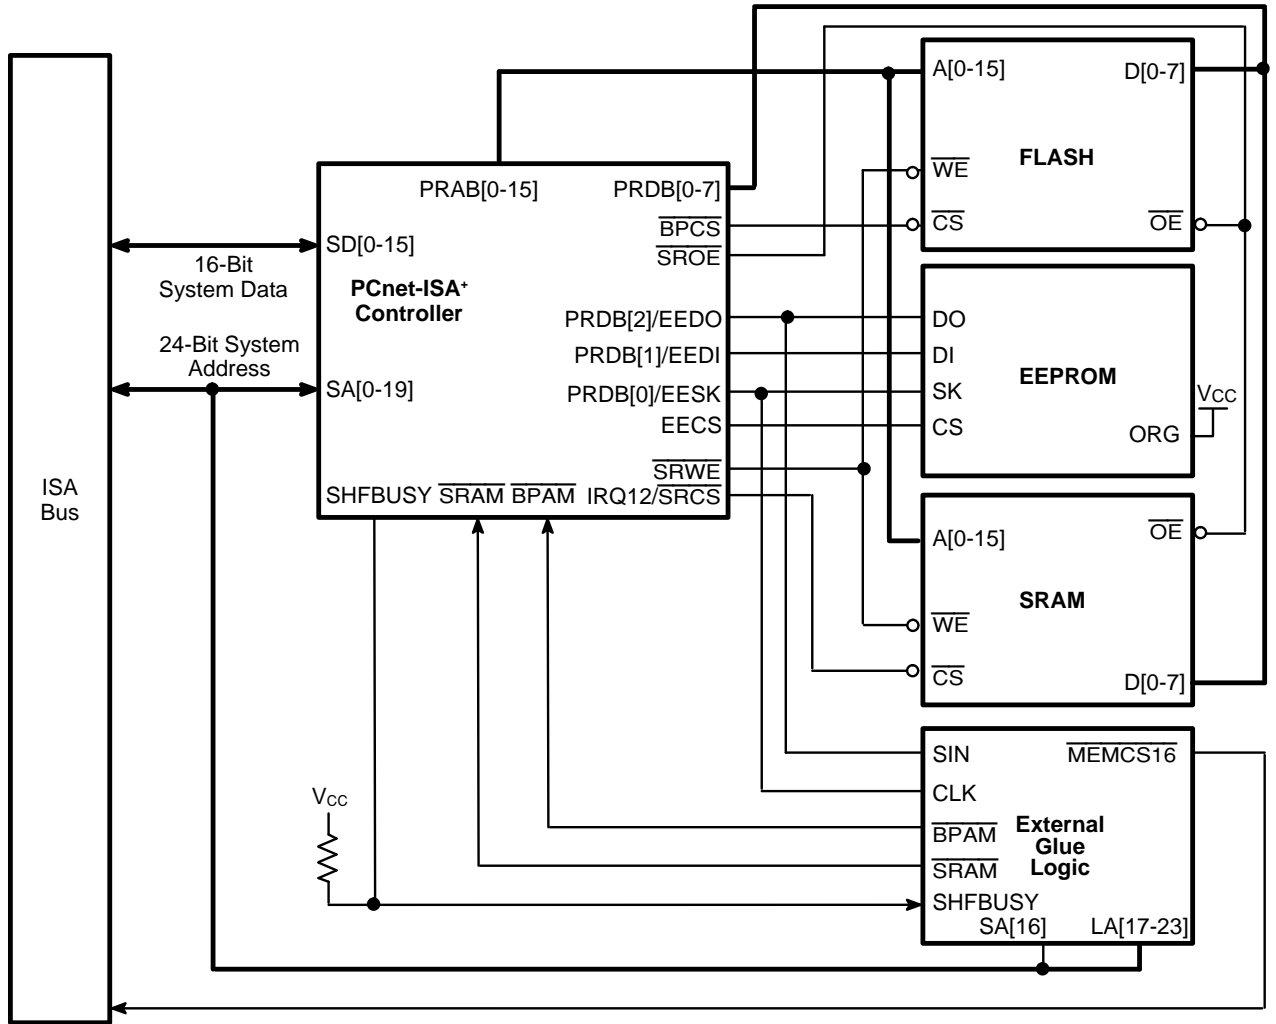 ISA
Bus
16-Bit
System Data
24-Bit System
Address
PRAB[0-15]
PRDB[0-7]
SD[0-15]
BPCS
SROE
PCnet-ISA+
Controller
PRDB[2]/EEDO
PRDB[1]/EEDI
SA[0-19]
PRDB[0]/EESK
EECS
SRWE
SHFBUSY SRAM BPAM IRQ12/SRCS
A[0-15]
D[0-7]
FLASH
WE
CS
OE
DO
DI
EEPROM
SK
VCC
CS
ORG
OE
A[0-15]
SRAM
WE
CS
D[0-7]
SIN
MEMCS16
CLK
External
Glue
Logic
BPAM
SRAM
SHFBUSY
SA[16]
LA[17-23]
VCC